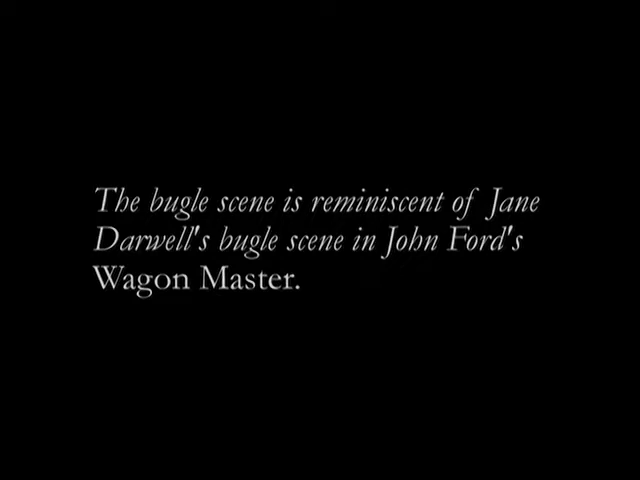 The bugle scene is reminiscent of Jane
Darwell's bugle scene in John Ford's
Wagon Master.